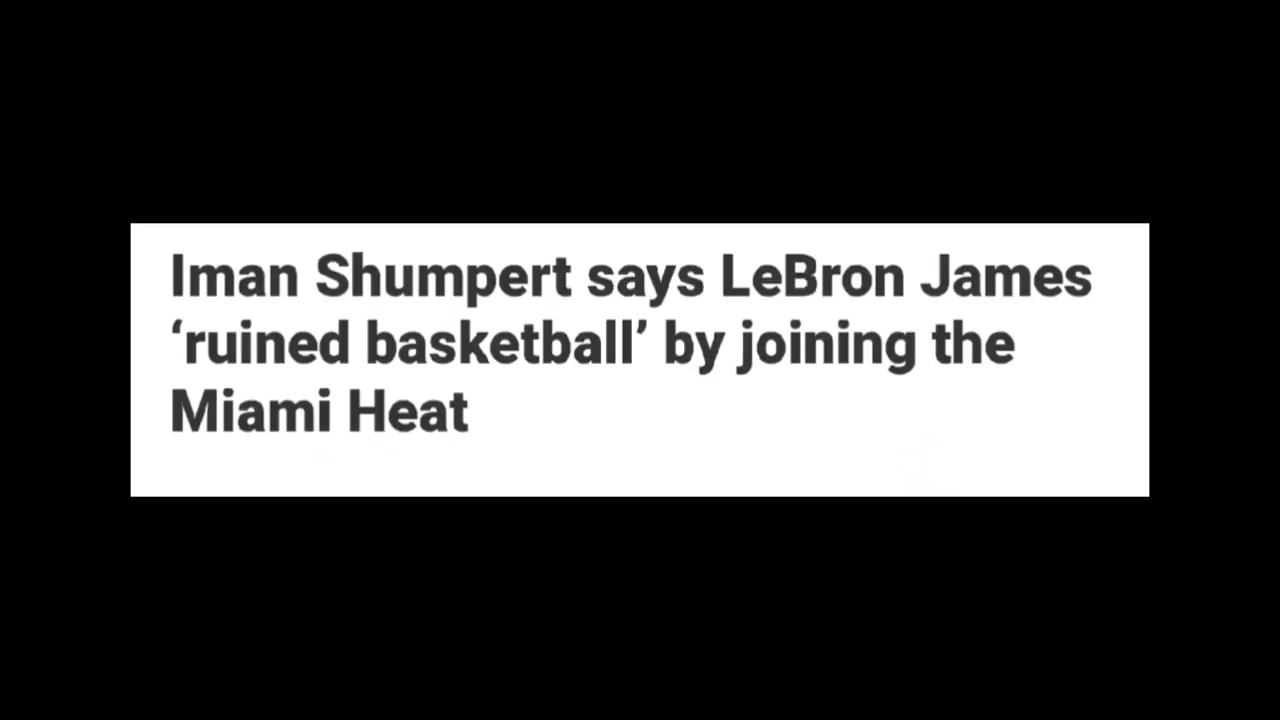 Iman Shumpert says LeBron James
‘ruined basketball’ by joining the
Miami Heat